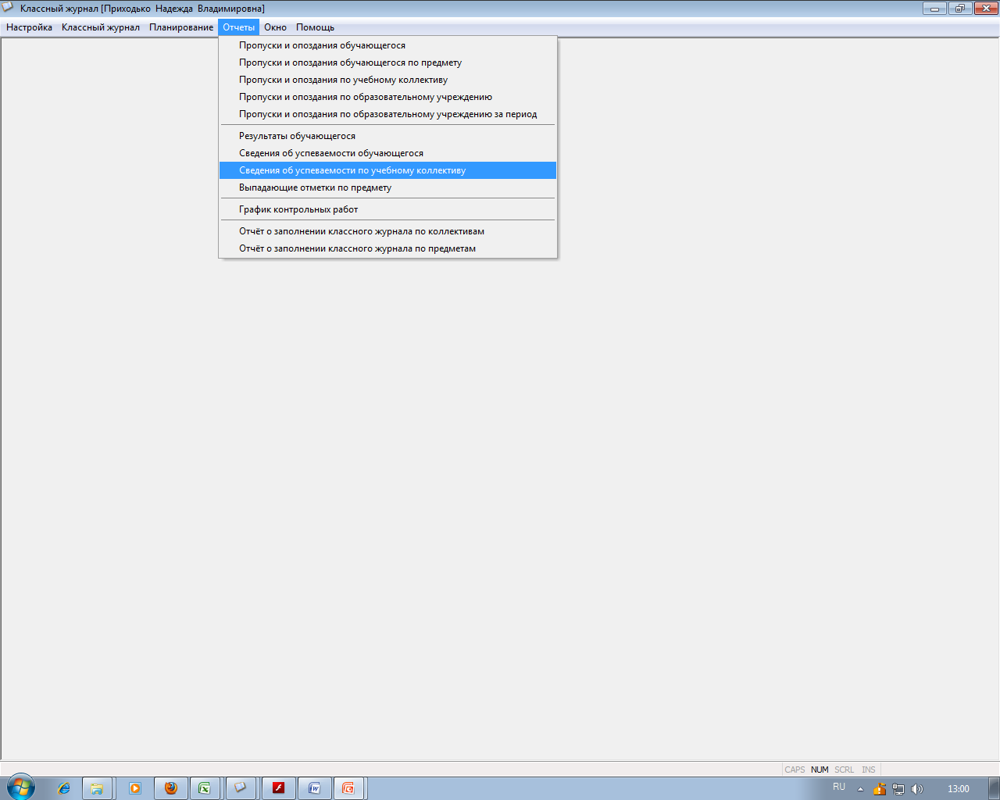 Классный журнал [Приходько  Надежда  Владимировна]
Настройка Классный журнал Планирование Отчеты Окно Помощь
Пропуски и опоздания обучающегося
Пропуски и опоздания обучающегося по предмету
Пропуски и опоздания по учебному коллективу
Пропуски и опоздания по образовательному учреждению
Пропуски и опоздания по образовательному учреждению за период
Результаты обучающегося
Сведения об успеваемости обучающегося
Сведения об успеваемости по учебному коллективу
Выпадающие отметки по предмету
График контрольных работ
Отчёт о заполнении классного журнала по коллективам
Отчёт о заполнении классного журнала по предметам
CAPS NUM SCRL INS
RU 13:00